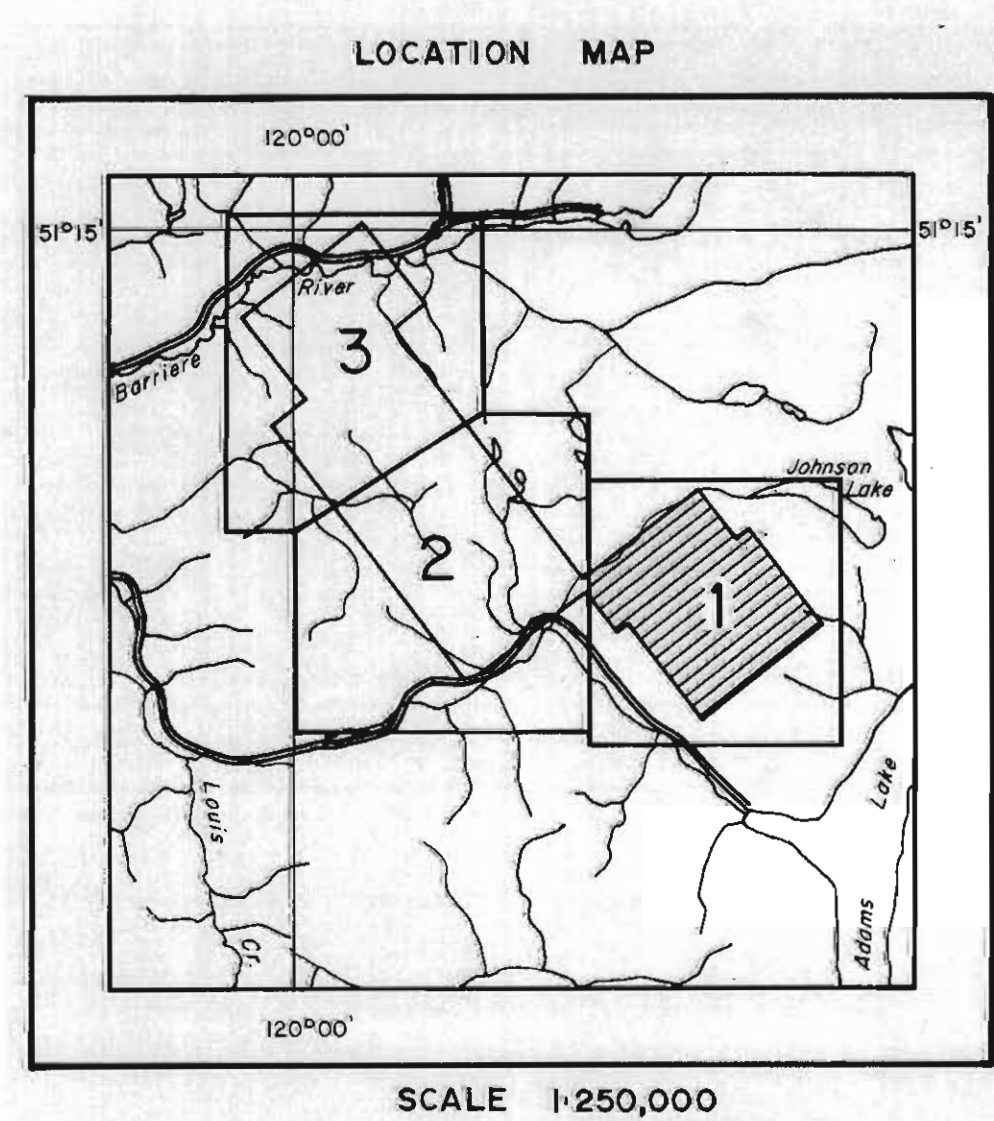 LOCATION MAP
120°00'
51°15'
51°15'
River
3
Barriere
Johnson
Lake
2
1
Louis
Cr.
Lake
Adams
120°00'
SCALE 1:250,000